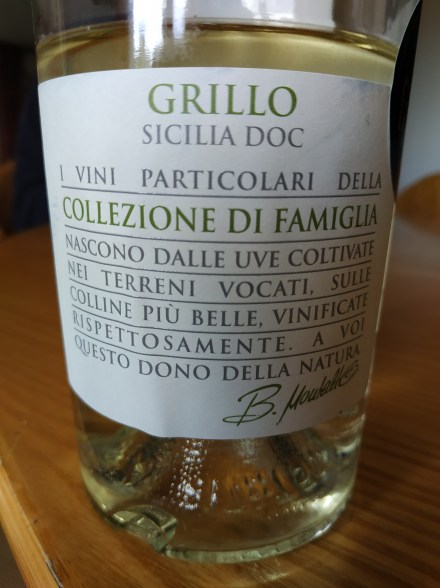 GRILLO
SICILIA DOC
I VINI PARTICOLARI DELLA
COLLEZIONE DI FAMIGLIA
NASCONO DALLE UVE COLTIVATE
NEI TERRENI VOCATI, SULLE
COLLINE PIÙ BELLE, VINIFICATE
RISPETTOSAMENTE. A VOI
QUESTO DONO DELLA NATURA
B.